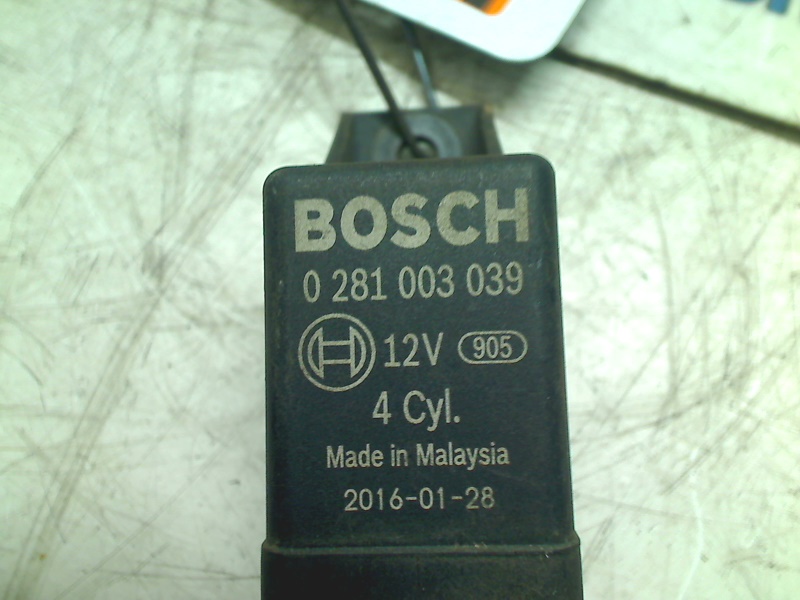 BOSCH
0 281 003 039
12V 905
4 Cyl.
Made in Malaysia
2016-01-28